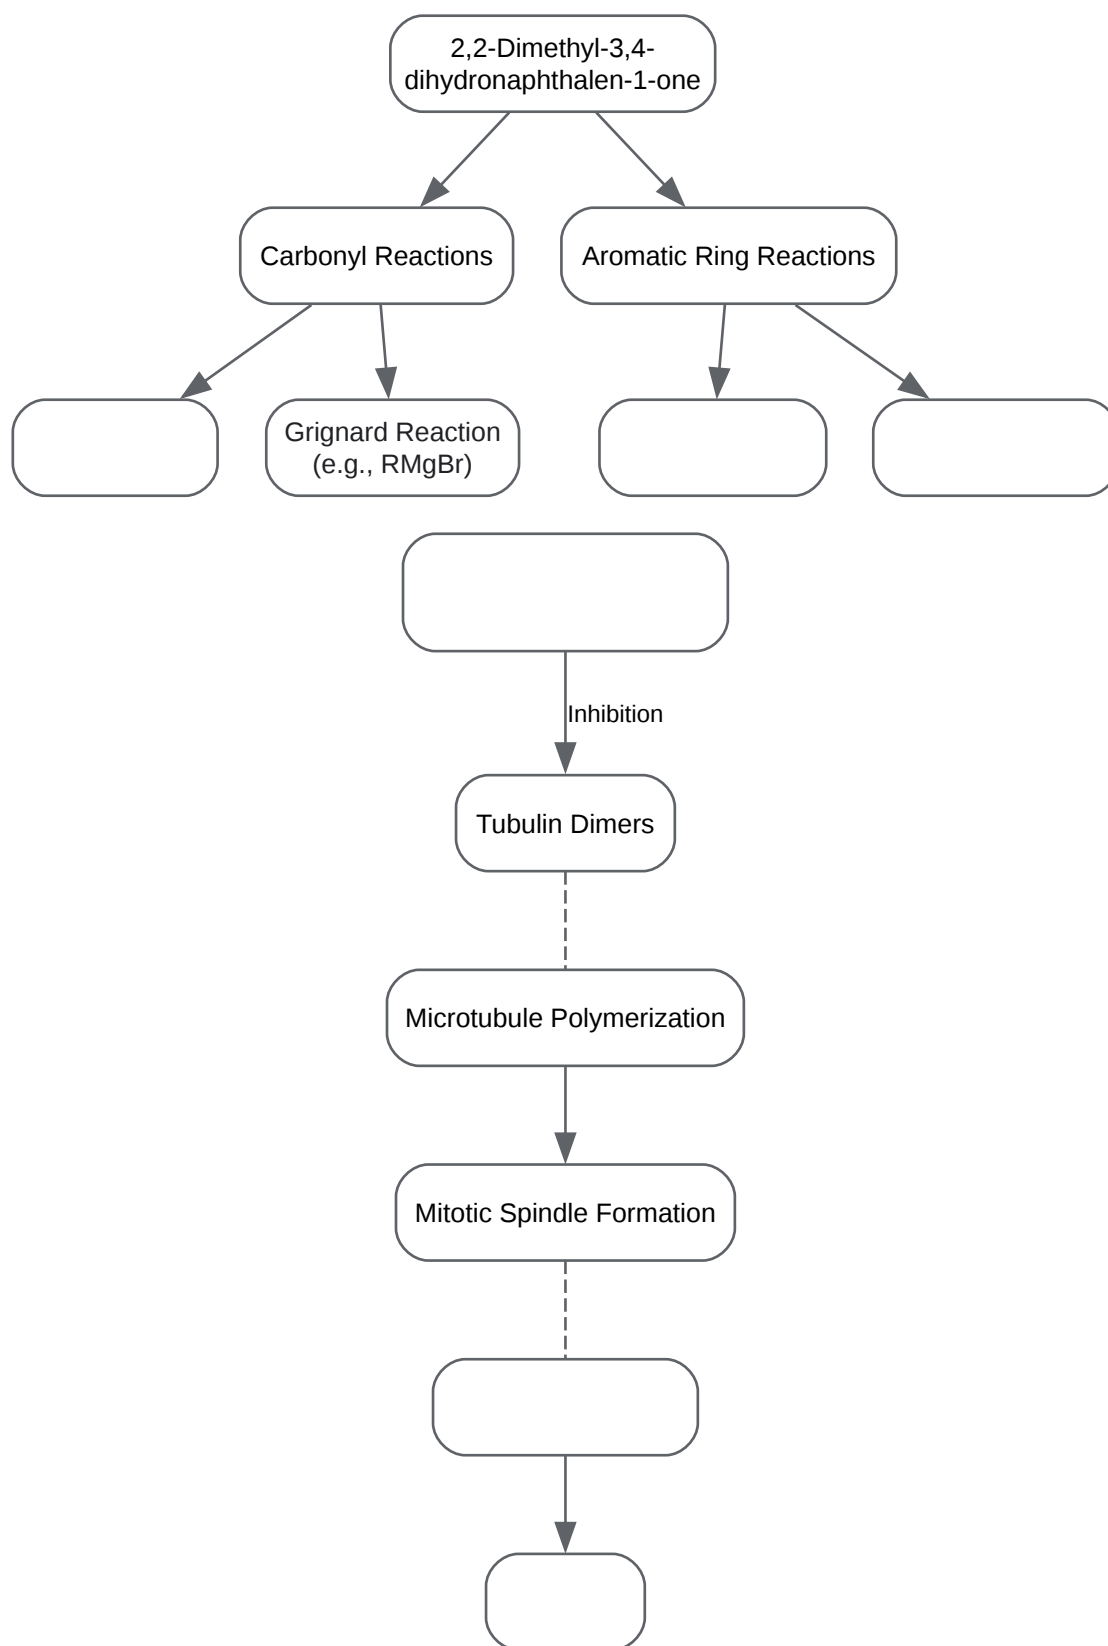 2,2-Dimethyl-3,4-
dihydronaphthalen-1-one
Carbonyl Reactions
Aromatic Ring Reactions
Grignard Reaction
(e.g., RMgBr)
Inhibition
Tubulin Dimers
Microtubule Polymerization
Mitotic Spindle Formation